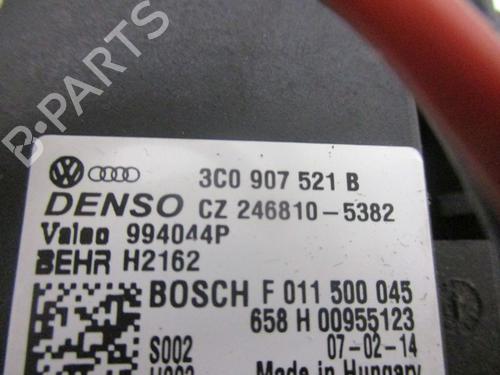 B-PARTS
3C0 907 521 B
DENSO CZ 246810-5382
Valeo 994044P
BEHR H2162
BOSCH F 011 500 045
658 H 00955123
S002 07-02-14
Made in Hungary